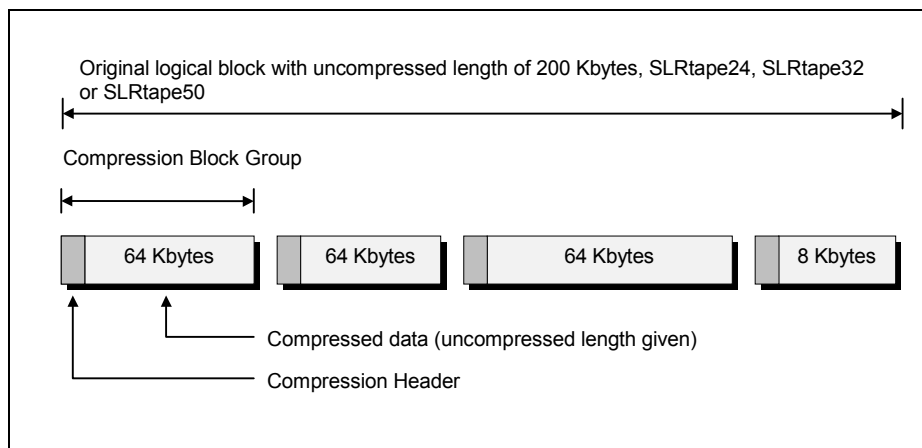 Original logical block with uncompressed length of 200 Kbytes, SLRtape24, SLRtape32
or SLRtape50
Compression Block Group
64 Kbytes
64 Kbytes
64 Kbytes
8 Kbytes
Compressed data (uncompressed length given)
Compression Header